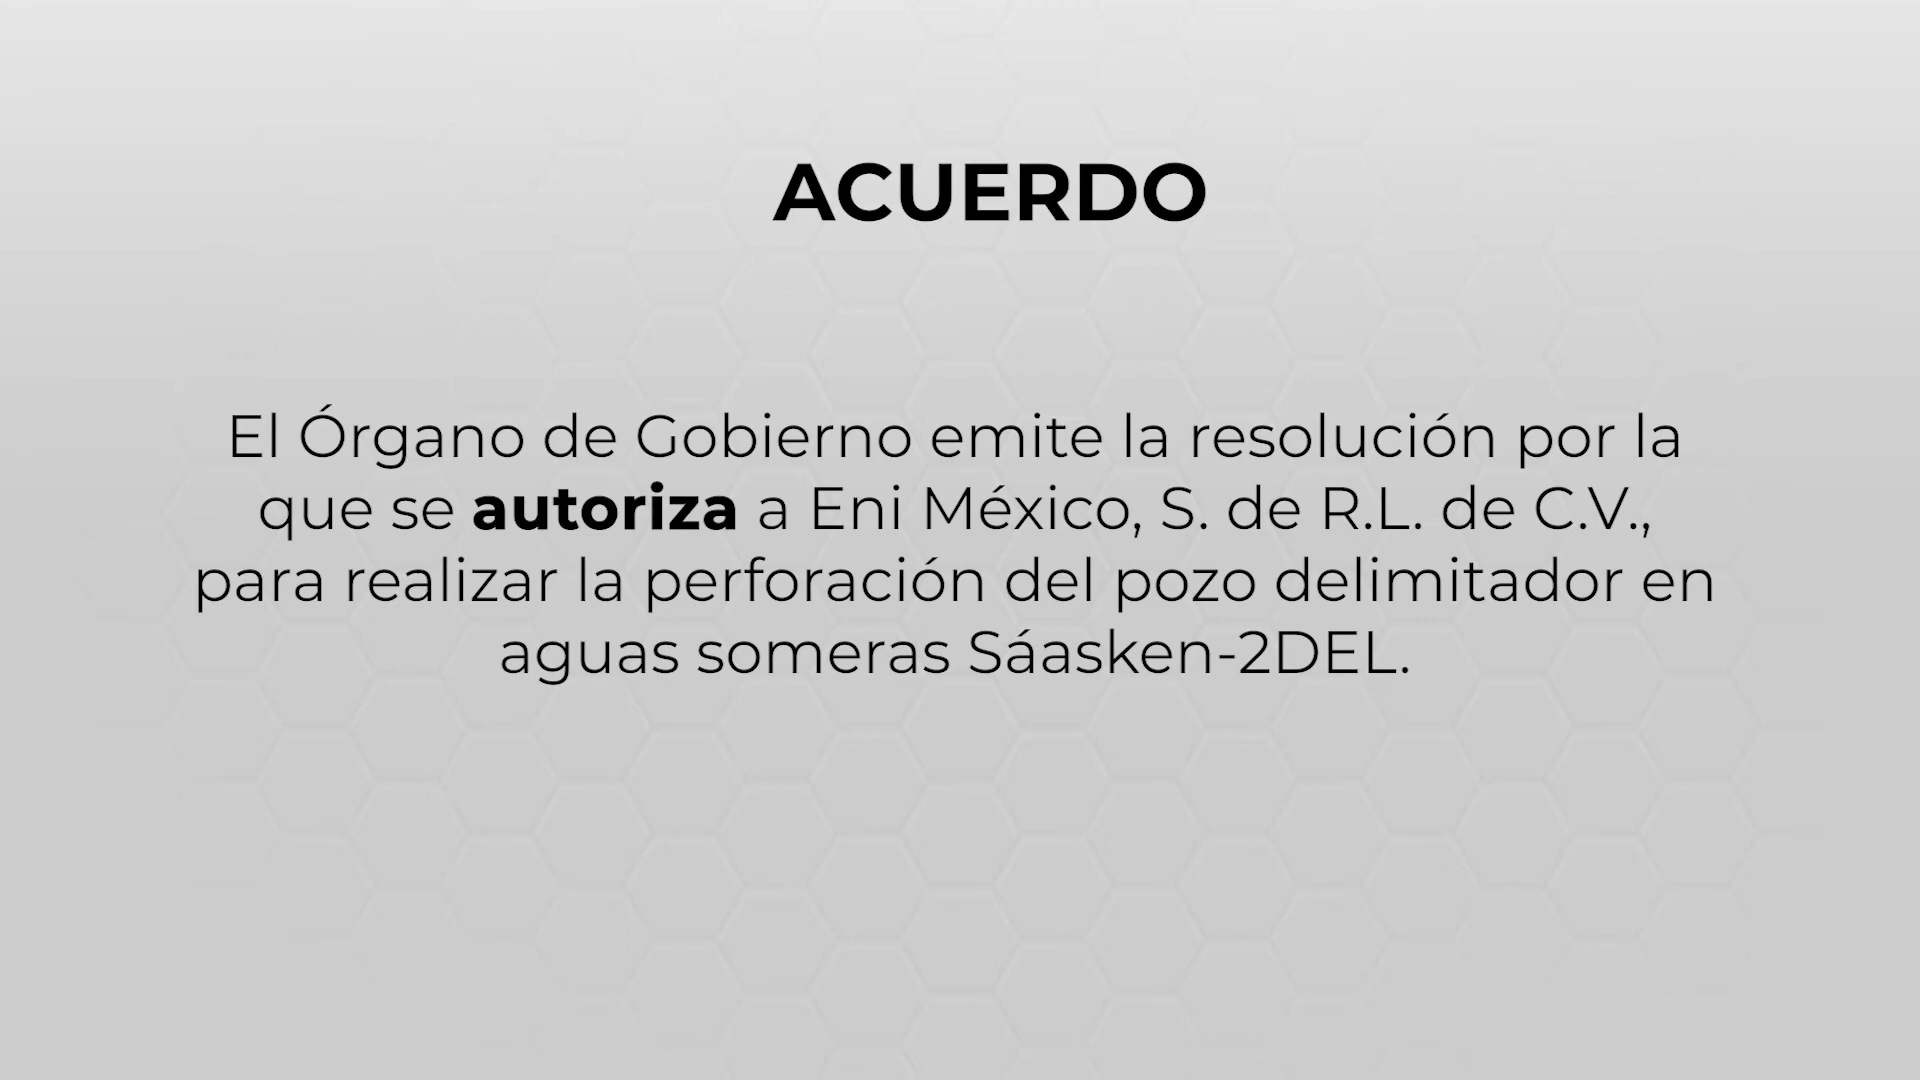 ACUERDO
El Órgano de Gobierno emite la resolución por la
que se autoriza a Eni México, S. de R.L. de C.V.,
para realizar la perforación del pozo delimitador en
aguas someras Sáasken-2DEL.